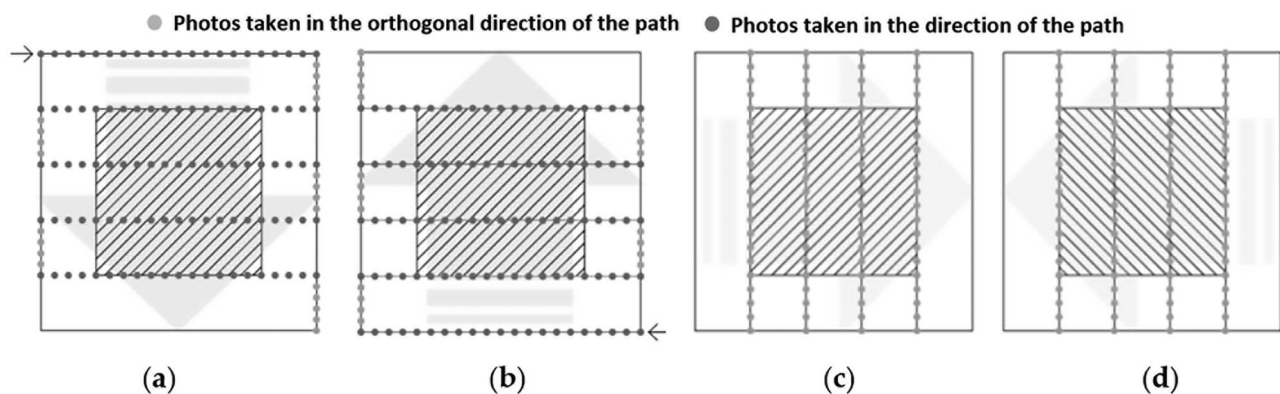 Photos taken in the orthogonal direction of the path Photos taken in the direction of the path
(a) (b) (c) (d)